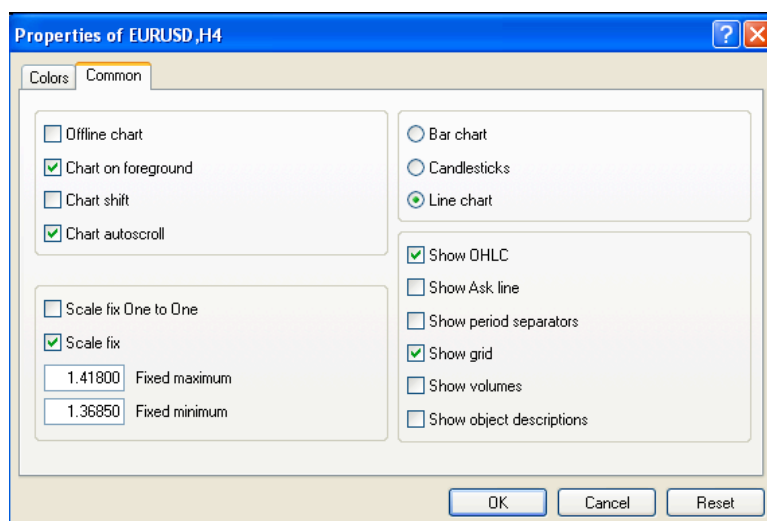 Properties of EURUSD,H4
Colors
Common
Offline chart
Chart on foreground
Chart shift
Chart autoscroll
Scale fix One to One
Scale fix
1.41800 Fixed maximum
1.36850 Fixed minimum
Bar chart
Candlesticks
Line chart
Show OHLC
Show Ask line
Show period separators
Show grid
Show volumes
Show object descriptions
OK
Cancel
Reset